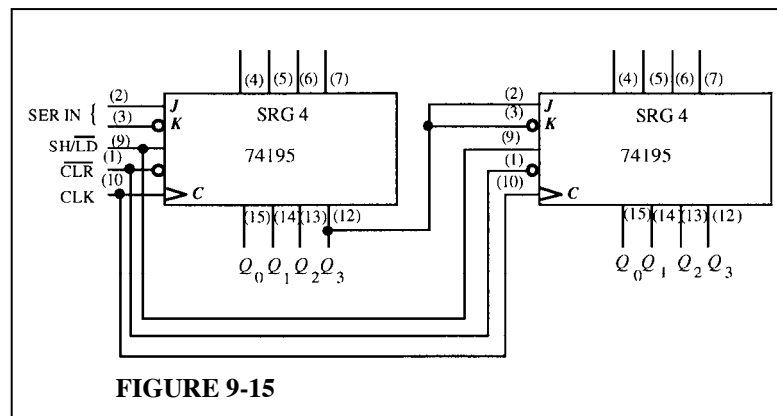 (4) (5) (6) (7)
(2) J
SER IN {
(3) K
SRG 4
SH/LD (9)
74195
(1)
CLR
(10
CLK C
(15) (14) (13) (12)
Q0 Q1 Q2 Q3
(4) (5) (6) (7)
(2) J
(3) K
SRG 4
(9)
74195
(1)
(10) C
(15) (14) (13) (12)
Q0 Q1 Q2 Q3
FIGURE 9-15